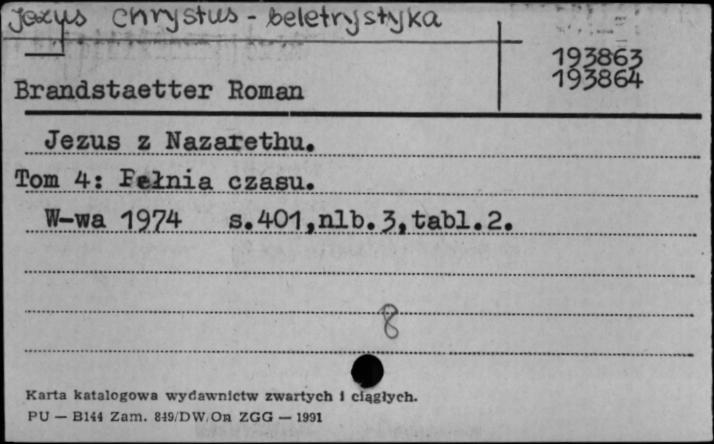 Jezus Chrystus - beletrystyka
193863
193864
Brandstaetter Roman
Jezus z Nazarethu.
Tom 4: Pełnia czasu.
W-wa 1974 s.401,nlb.3,tabl.2.
8
Karta katalogowa wydawnictw zwartych i ciągłych.
PU — B144 Zam. 849/DW/On ZGG — 1991